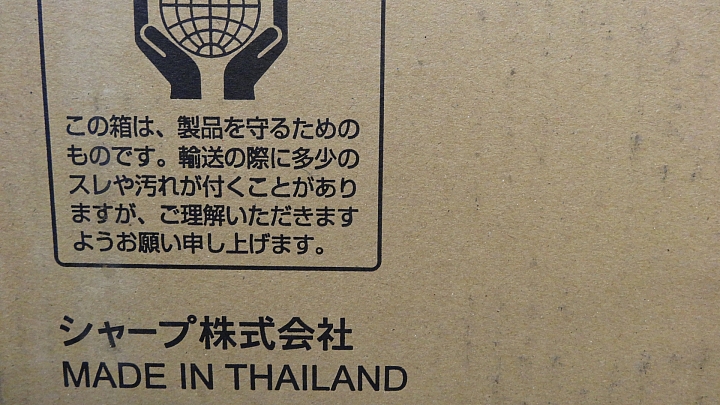 この箱は、製品を守るための
ものです。輸送の際に多少の
スレや汚れが付くことがあり
ますが、ご理解いただきます
ようお願い申し上げます。
シャープ株式会社
MADE IN THAILAND